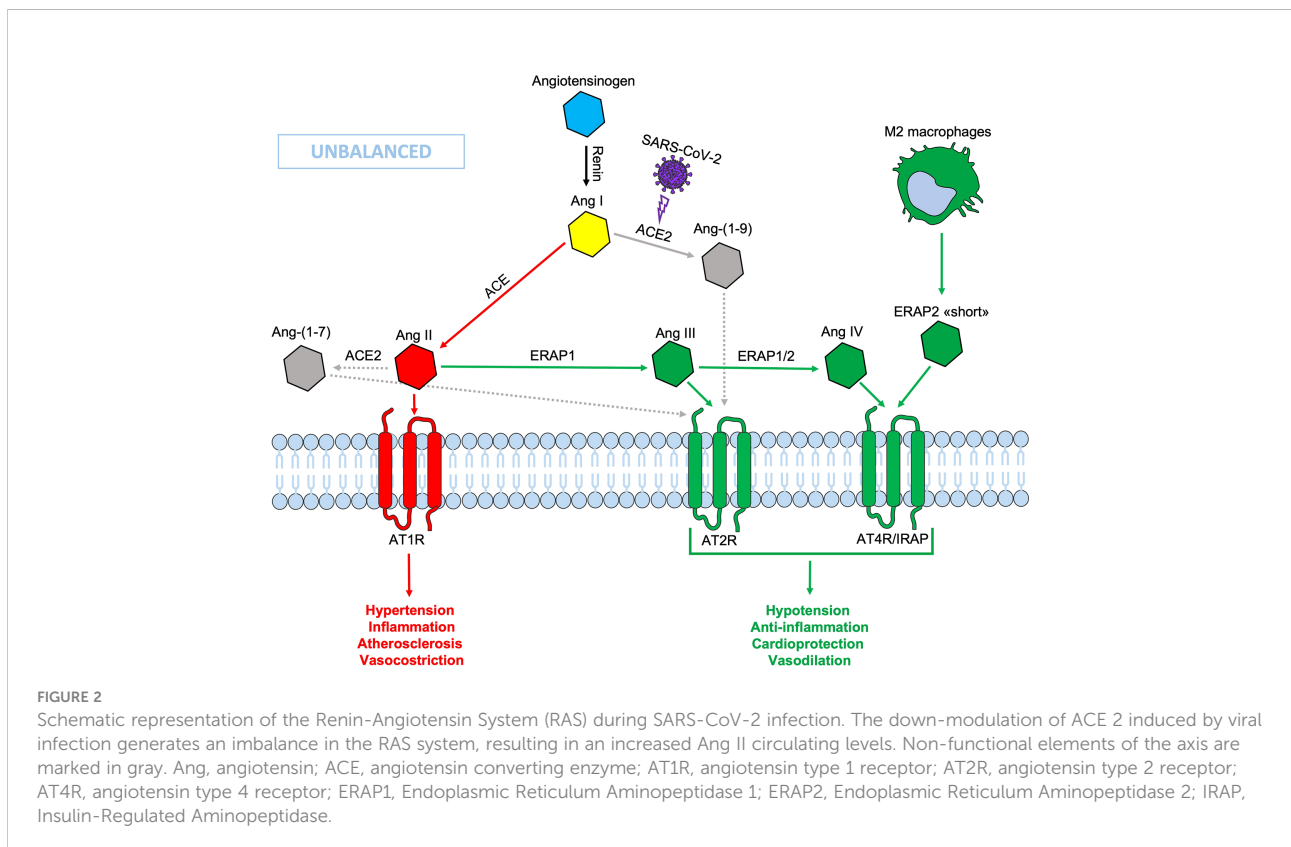 Angiotensinogen
UNBALANCED
Renin
SARS-CoV-2
M2 macrophages
Ang I
ACE2
Ang-(1-9)
ACE
ERAP2 «short»
Ang-(1-7)
ACE2
Ang II
ERAP1
Ang III
ERAP1/2
Ang IV
AT1R
AT2R
AT4R/IRAP
Hypertension
Inflammation
Atherosclerosis
Vasocostriction
Hypotension
Anti-inflammation
Cardioprotection
Vasodilation
FIGURE 2
Schematic representation of the Renin-Angiotensin System (RAS) during SARS-CoV-2 infection. The down-modulation of ACE 2 induced by viral
infection generates an imbalance in the RAS system, resulting in an increased Ang II circulating levels. Non-functional elements of the axis are
marked in gray. Ang, angiotensin; ACE, angiotensin converting enzyme; AT1R, angiotensin type 1 receptor; AT2R, angiotensin type 2 receptor;
AT4R, angiotensin type 4 receptor; ERAP1, Endoplasmic Reticulum Aminopeptidase 1; ERAP2, Endoplasmic Reticulum Aminopeptidase 2; IRAP,
Insulin-Regulated Aminopeptidase.